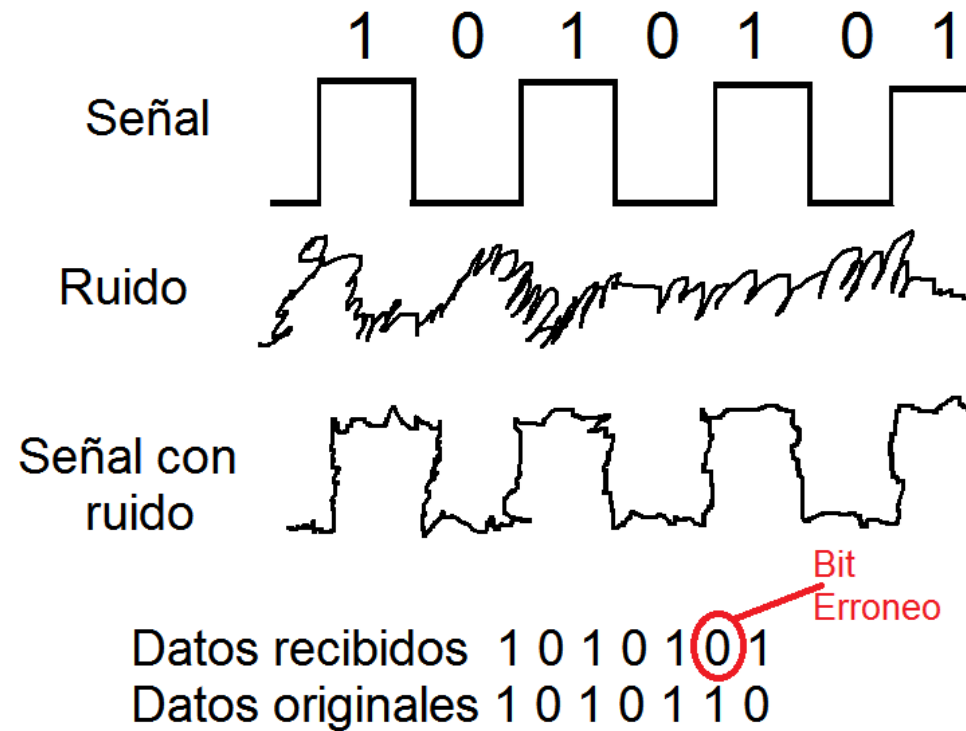 1 0 1 0 1 0 1
Señal
Ruido
Señal con
ruido
Bit
Erroneo
Datos recibidos 1 0 1 0 1 0 1
Datos originales 1 0 1 0 1 1 0